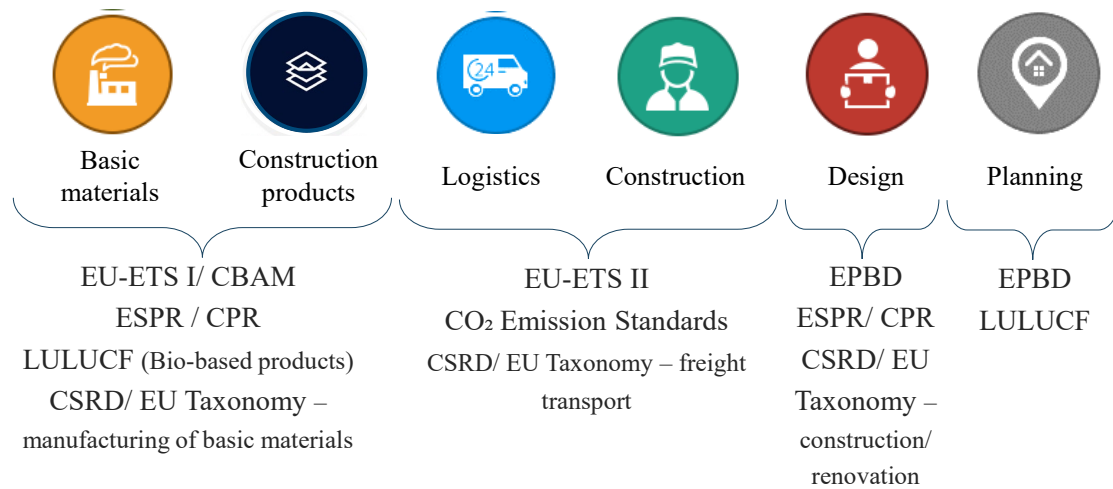 24
Basic
materials
Construction
products
Logistics
Construction
Design
Planning
EU-ETS I/ CBAM
ESPR / CPR
LULUCF (Bio-based products)
CSRD/ EU Taxonomy –
manufacturing of basic materials
EU-ETS II
CO₂ Emission Standards
CSRD/ EU Taxonomy – freight
transport
EPBD
ESPR/ CPR
CSRD/ EU
Taxonomy –
construction/
renovation
EPBD
LULUCF